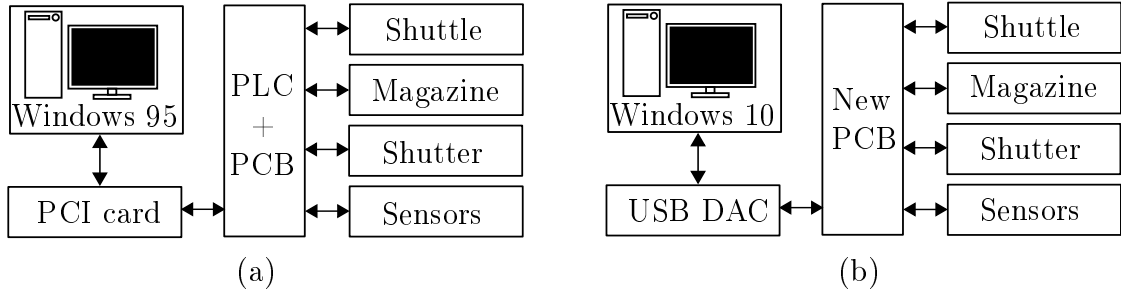 Windows 95
PCI card
PLC
+
PCB
Shuttle
Magazine
Shutter
Sensors
(a)
Windows 10
USB DAC
New
PCB
Shuttle
Magazine
Shutter
Sensors
(b)